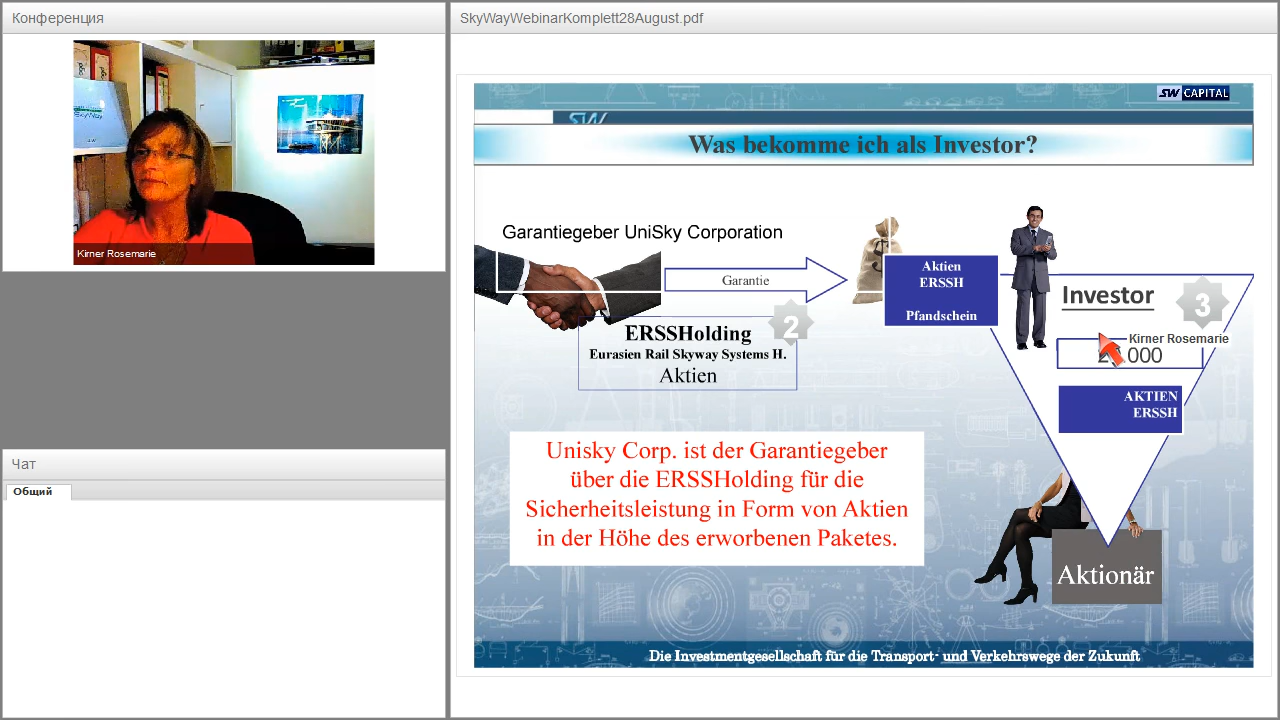 Конференция
Kirner Rosemarie
Чат
Общий
SkyWayWebinarKomplett28August.pdf
SW CAPITAL
SW
Was bekomme ich als Investor?
Garantiegeber UniSky Corporation
Garantie
2
ERSSHolding
Eurasien Rail Skyway Systems H.
Aktien
Aktien
ERSSH
Pfandschein
Investor
3
Kirner Rosemarie
000
AKTIEN
ERSSH
Unisky Corp. ist der Garantiegeber
über die ERSSHolding für die
Sicherheitsleistung in Form von Aktien
in der Höhe des erworbenen Paketes.
Aktionär
Die Investmentgesellschaft für die Transport- und Verkehrswege der Zukunft